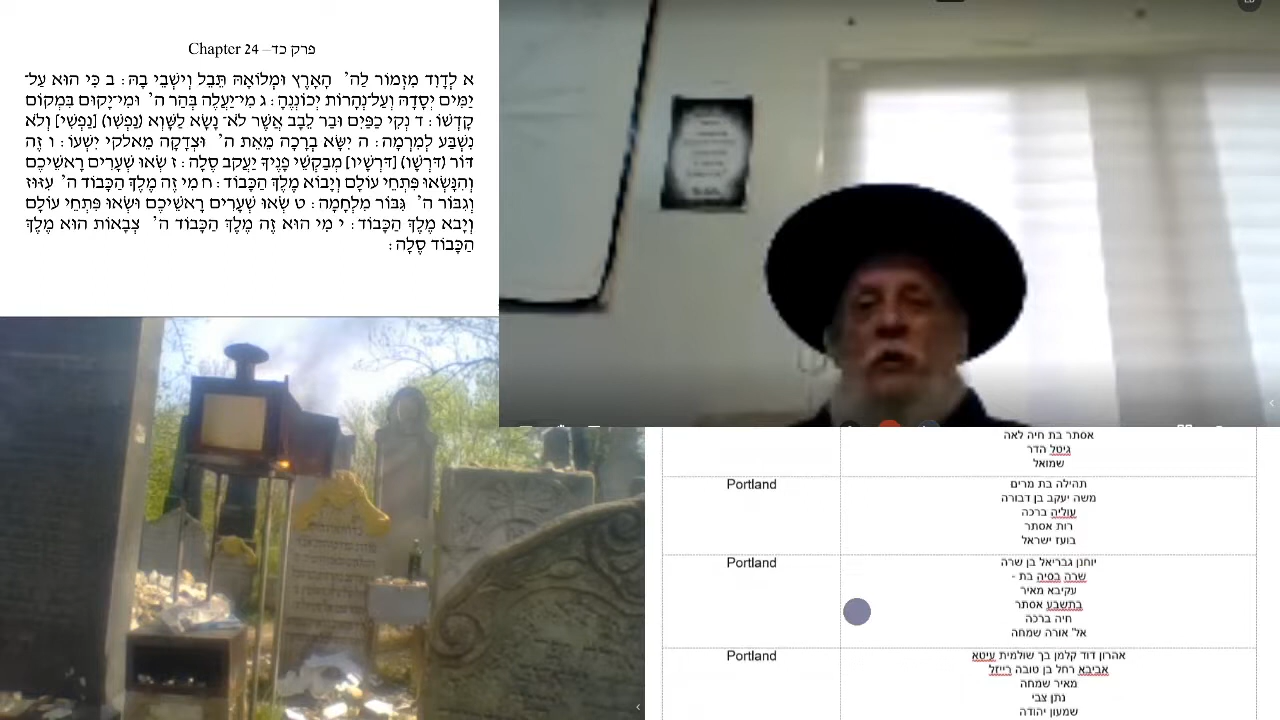 Chapter 24 – פרק כד
א לְדָוִד מִזְמוֹר לַה' הָאָרֶץ וּמְלוֹאָהּ תֵּבֵל וְיֹשְׁבֵי בָהּ: ב כִּי הוּא עַל־
יַמִּים יְסָדָהּ וְעַל־נְהָרוֹת יְכוֹנְנֶהָ: ג מִי־יַעֲלֶה בְּהַר ה' וּמִי־יָקוּם בִּמְקוֹם
קָדְשׁוֹ: ד נְקִי כַפַּיִם וּבַר לֵבָב אֲשֶׁר לֹא־ נָשָׂא לַשָּׁוְא (נַפְשׁוֹ) [נַפְשִׁי] וְלֹא
נִשְׁבַּע לְמִרְמָה: ה יִשָּׂא בְרָכָה מֵאֵת ה' וּצְדָקָה מֵאלֹקֵי יִשְׁעוֹ: ו זֶה
דּוֹר (דֹּרְשָׁו) [דֹּרְשָׁיו] מְבַקְשֵׁי פָנֶיךָ יַעֲקֹב סֶלָה: ז שְׂאוּ שְׁעָרִים רָאשֵׁיכֶם
וְהִנָּשְׂאוּ פִּתְחֵי עוֹלָם וְיָבוֹא מֶלֶךְ הַכָּבוֹד: ח מִי זֶה מֶלֶךְ הַכָּבוֹד ה' עִזּוּז
וְגִבּוֹר ה' גִּבּוֹר מִלְחָמָה: ט שְׂאוּ שְׁעָרִים רָאשֵׁיכֶם וּשְׂאוּ פִּתְחֵי עוֹלָם
וְיָבֹא מֶלֶךְ הַכָּבוֹד: י מִי הוּא זֶה מֶלֶךְ הַכָּבוֹד ה' צְבָאוֹת הוּא מֶלֶךְ
הַכָּבוֹד סֶלָה:
אסתר בת חיה לאה
גיטל הדר
שמואל
Portland
תהילה בת מרים
משה יעקב בן דבורה
עוליה ברכה
רות אסתר
בועז ישראל
Portland
יוחנן גבריאל בן שרה
שרה בסיה בת -
עקיבא מאיר
בתשבע אסתר
חיה ברכה
אל' אורה שמחה
Portland
אהרון דוד קלמן בך שולמית עיטא
אביבא רחל בן טובה רייזל
מאיר שמחה
נתן צבי
שמעון יהודה